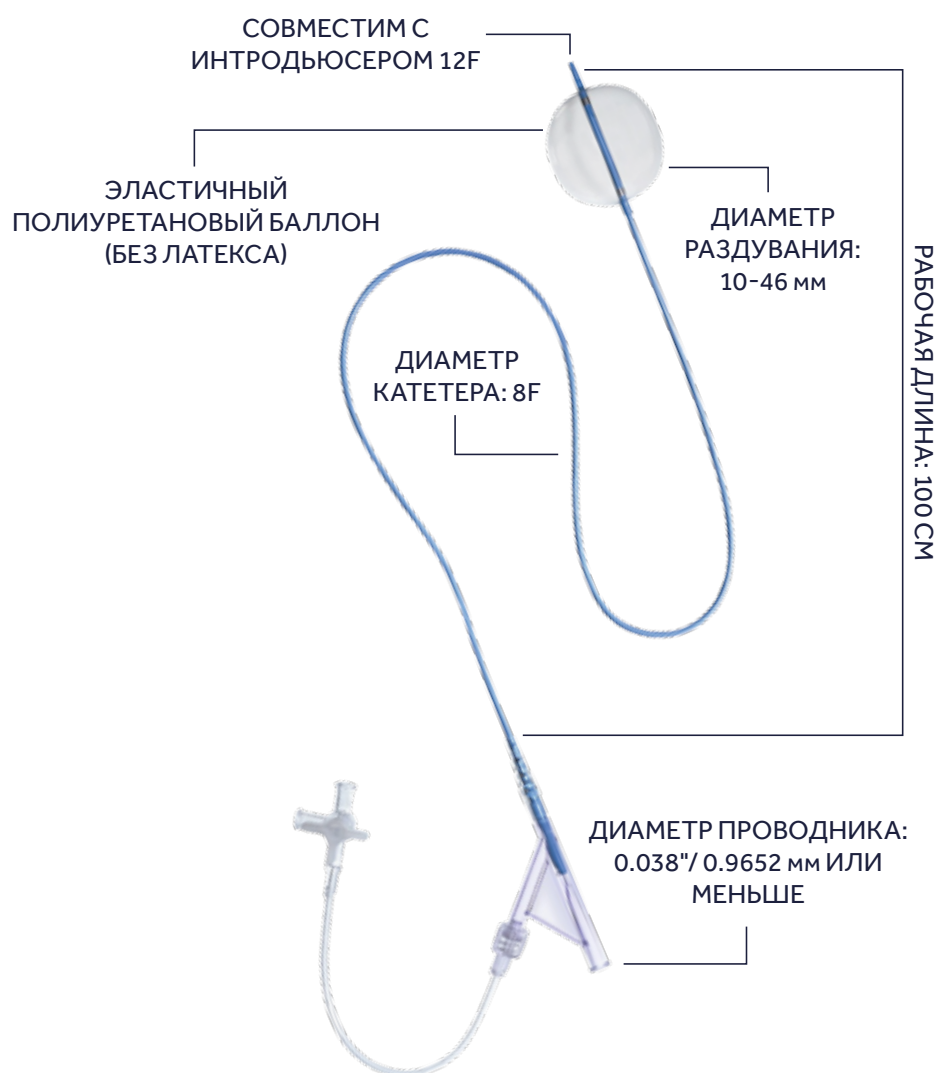 СОВМЕСТИМ С
ИНТРОДЬЮСЕРОМ 12F
ЭЛАСТИЧНЫЙ
ПОЛИУРЕТАНОВЫЙ БАЛЛОН
(БЕЗ ЛАТЕКСА)
ДИАМЕТР
РАЗДУВАНИЯ:
10-46 мм
РАБОЧАЯ ДЛИНА: 100 СМ
ДИАМЕТР
КАТЕТЕРА: 8F
ДИАМЕТР ПРОВОДНИКА:
0.038"/ 0.9652 мм ИЛИ
МЕНЬШЕ